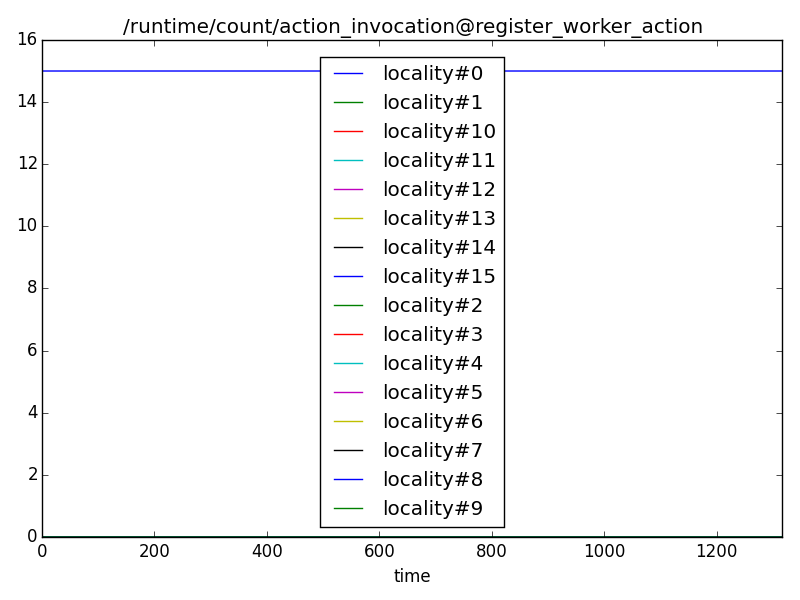 /runtime/count/action_invocation@register_worker_action
16
14
12
10
8
6
4
2
0
locality#0
locality#1
locality#10
locality#11
locality#12
locality#13
locality#14
locality#15
locality#2
locality#3
locality#4
locality#5
locality#6
locality#7
locality#8
locality#9
0 200 400 600 800 1000 1200
time